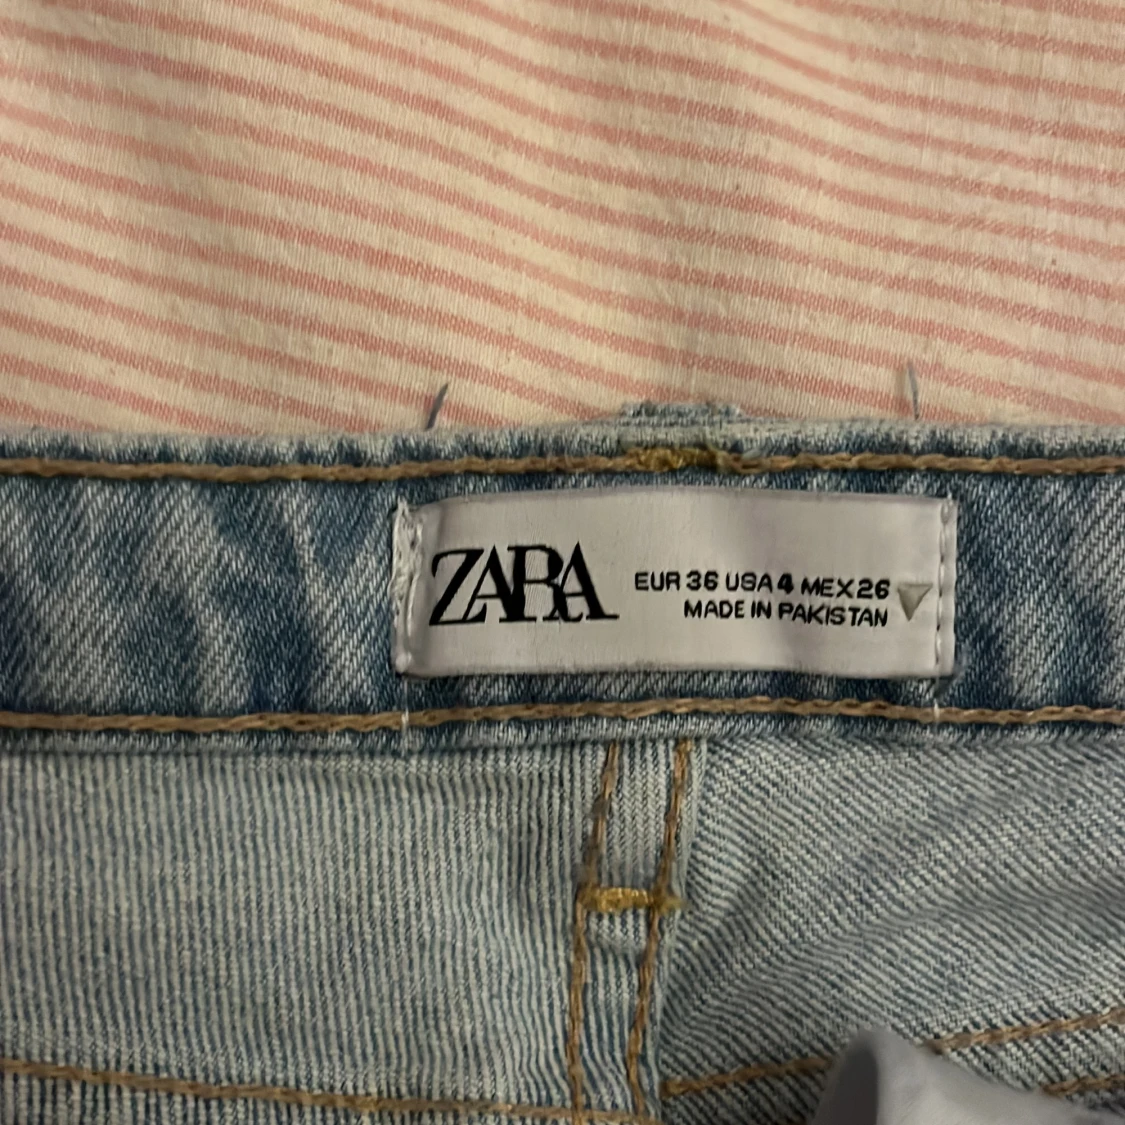 ZARA
EUR 36 USA 4 MEX 26
MADE IN PAKISTAN